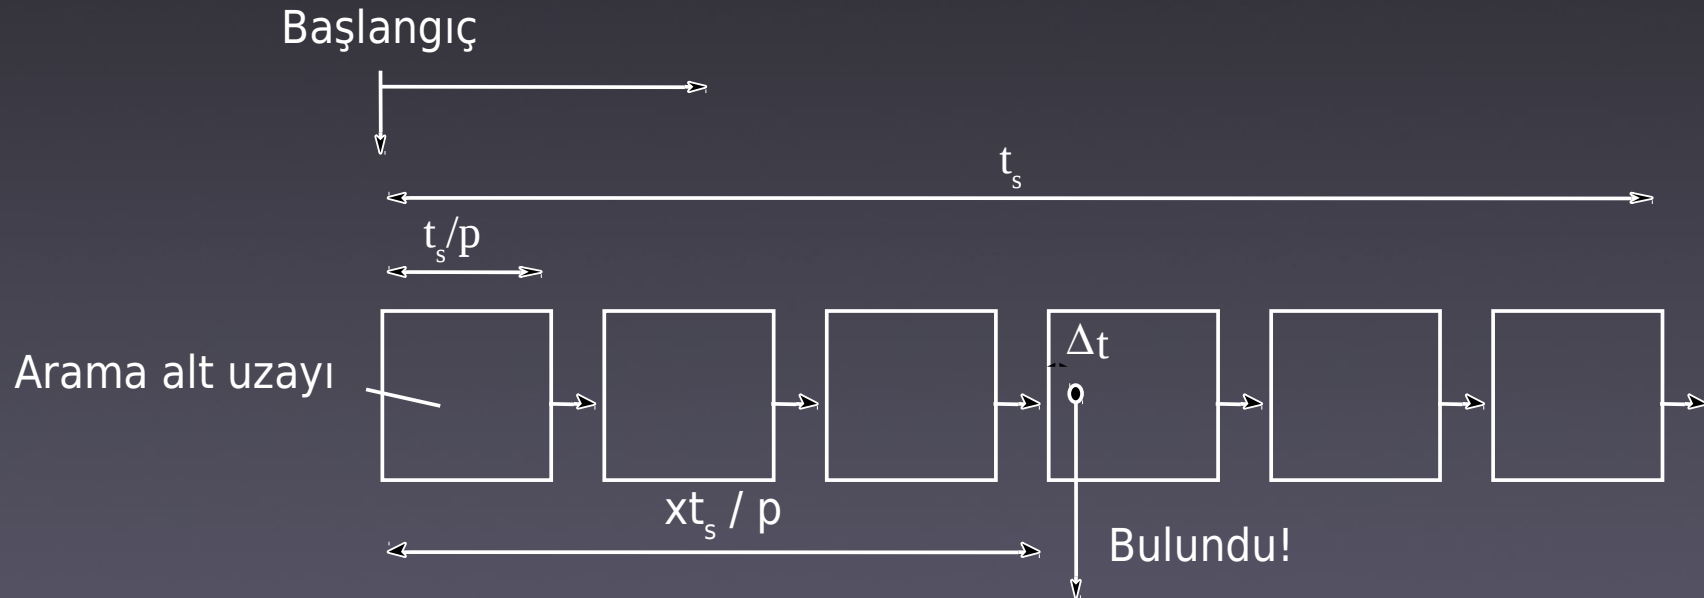 Başlangıç
ts
ts/p
Δt
Arama alt uzayı
xts / p
Bulundu!